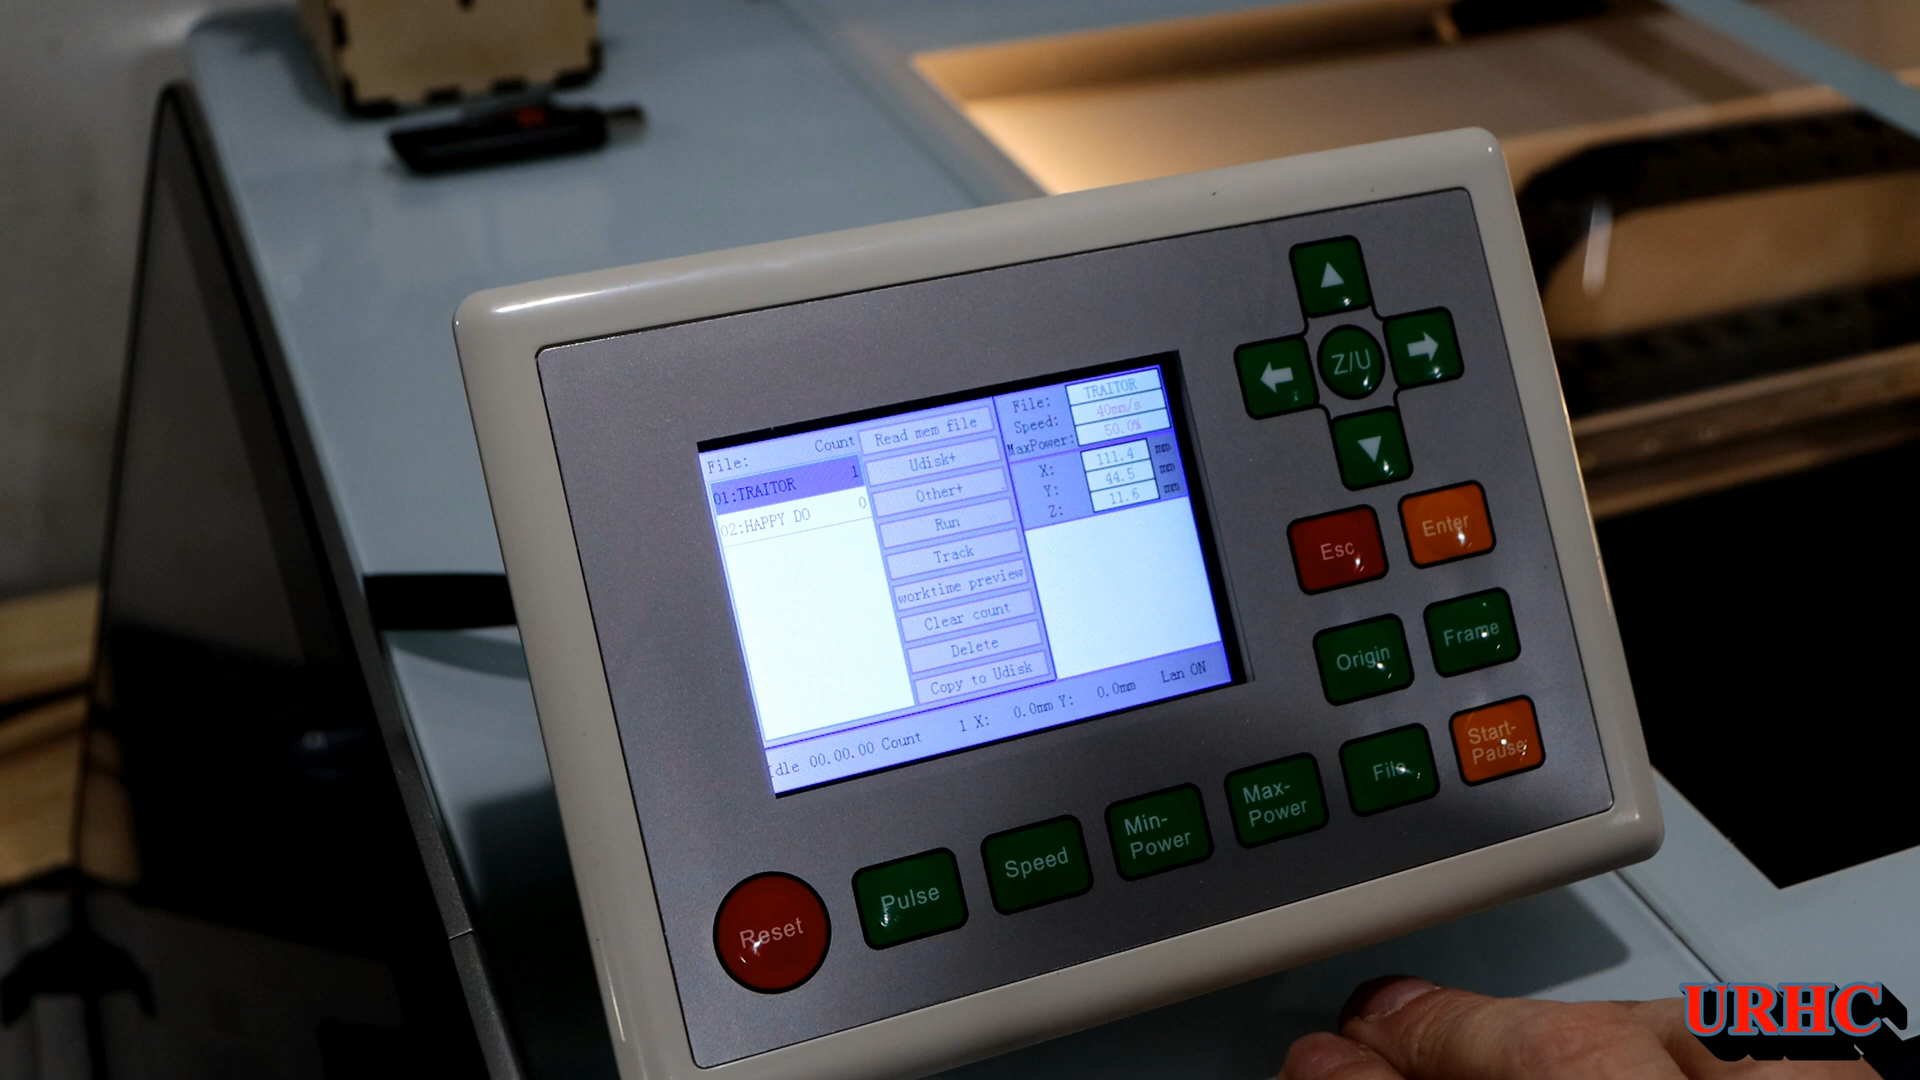 File: Count
01:TRAITOR 1
02:HAPPY DO 0
Read mem file
Udisk+
Other+
Run
Track
worktime preview
Clear count
Delete
Copy to Udisk
File: TRAITOR
Speed: 40mm/s
MaxPower: 50.0%
X: 111.4 mm
Y: 44.5 mm
Z: 11.6 mm
Idle 00.00.00 Count 1 X: 0.0mm Y: 0.0mm Lan ON
Z/U
Esc
Enter
Origin
Frame
Reset
Pulse
Speed
Min-
Power
Max-
Power
File
Start-
Pause
URHC